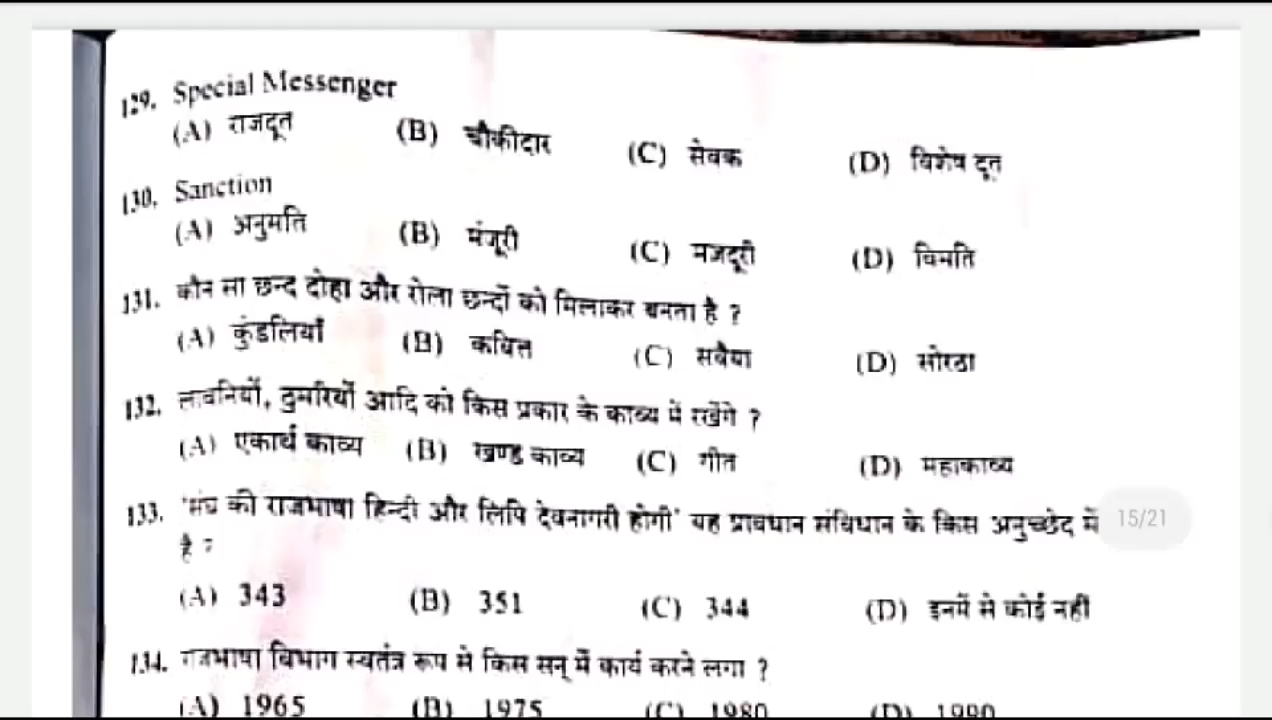 129. Special Messenger
(A) राजदूत (B) चौकीदार (C) सेवक (D) विशेष दूत
130. Sanction
(A) अनुमति (B) मंजूरी (C) मजदूरी (D) विमति
131. कौन सा छन्द दोहा और रोला छन्दों को मिलाकर बनता है ?
(A) कुंडलियाँ (B) कवित्त (C) सवैया (D) सोरठा
132. लावनियों, ठुमरियों आदि को किस प्रकार के काव्य में रखेंगे ?
(A) एकार्थ काव्य (B) खण्ड काव्य (C) गीत (D) महाकाव्य
133. 'संघ की राजभाषा हिन्दी और लिपि देवनागरी होगी' यह प्रावधान संविधान के किस अनुच्छेद में
है ?
15/21
(A) 343 (B) 351 (C) 344 (D) इनमें से कोई नहीं
134. राजभाषा विभाग स्वतंत्र रूप से किस सन् में कार्य करने लगा ?
(A) 1965 (B) 1975 (C) 1980 (D) 1990